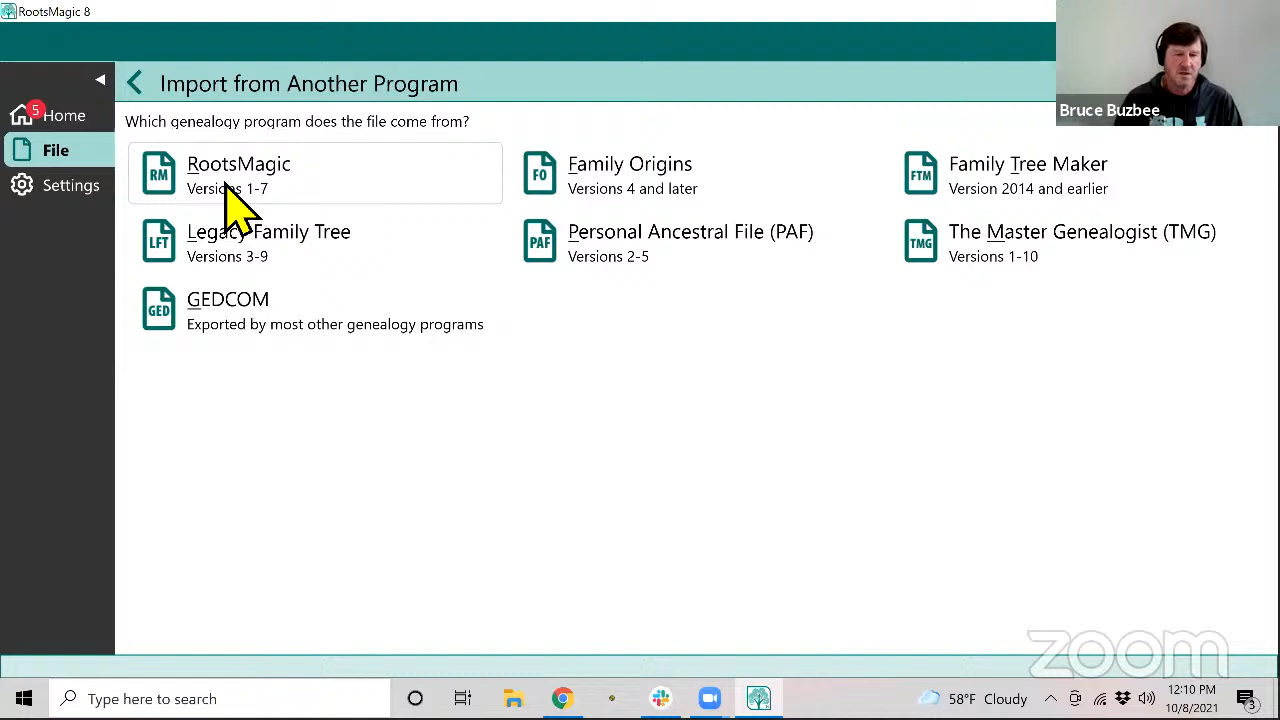 RootsMagic 8
Import from Another Program
Bruce Buzbee
5
Home
File
Settings
Which genealogy program does the file come from?
RM
RootsMagic
Versions 1-7
FO
Family Origins
Versions 4 and later
FTM
Family Tree Maker
Version 2014 and earlier
LFT
Legacy Family Tree
Versions 3-9
PAF
Personal Ancestral File (PAF)
Versions 2-5
TMG
The Master Genealogist (TMG)
Versions 1-10
GED
GEDCOM
Exported by most other genealogy programs
zoom
Type here to search
58°F Cloudy
12:10 PM
10/8/2021
3